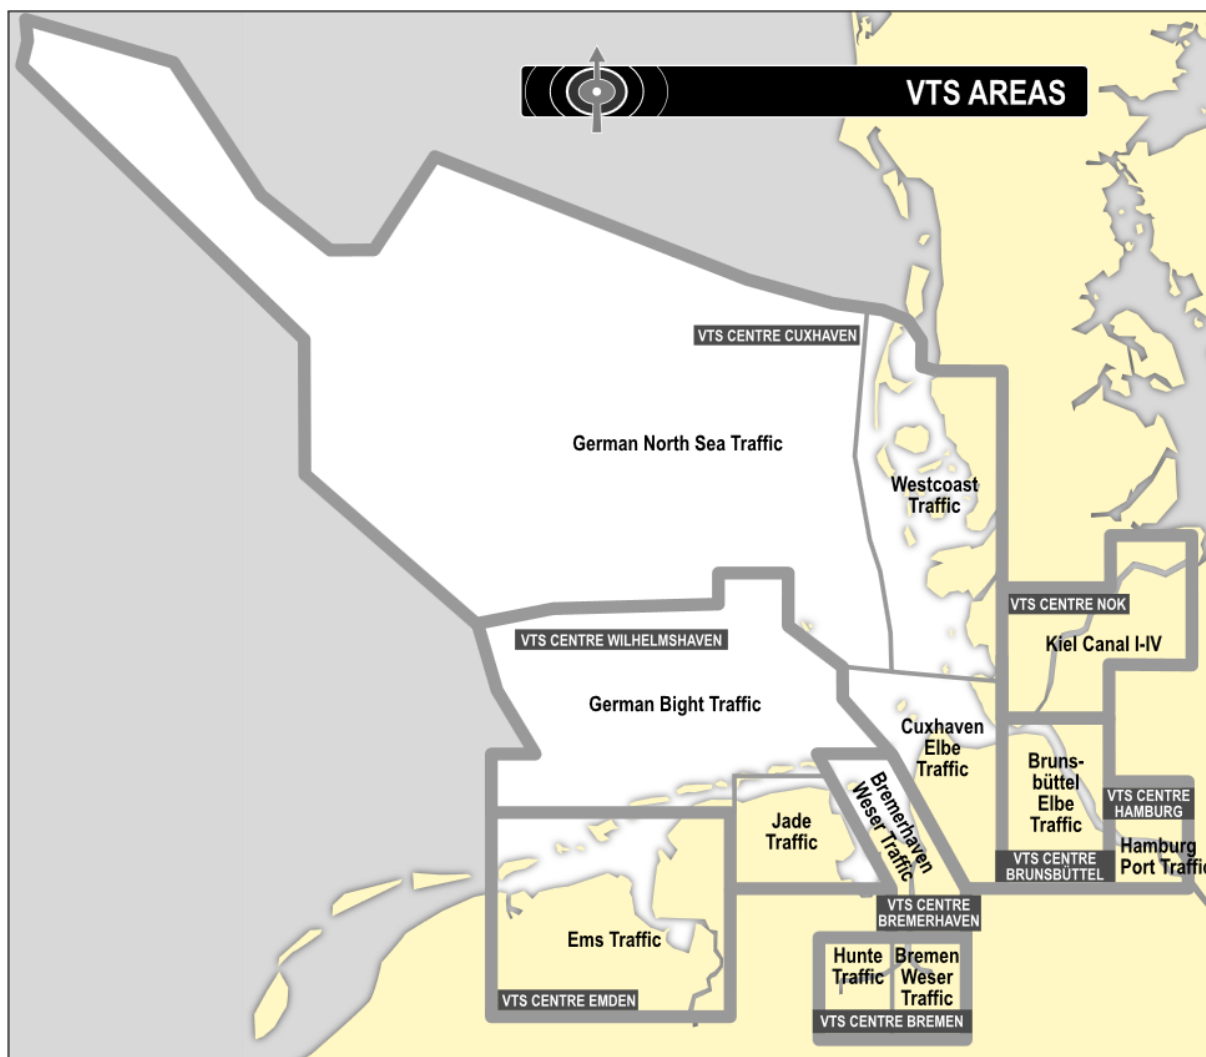 VTS AREAS
VTS CENTRE CUXHAVEN
German North Sea Traffic
Westcoast
Traffic
VTS CENTRE NOK
VTS CENTRE WILHELMSHAVEN
Kiel Canal I-IV
German Bight Traffic
Cuxhaven
Elbe
Traffic
Bruns-
büttel
Elbe
Traffic
Bremerhaven
Weser Traffic
VTS CENTRE
HAMBURG
Jade
Traffic
Hamburg
Port Traffic
VTS CENTRE
BRUNSBÜTTEL
VTS CENTRE
BREMERHAVEN
Ems Traffic
Hunte
Traffic
Bremen
Weser
Traffic
VTS CENTRE EMDEN
VTS CENTRE BREMEN